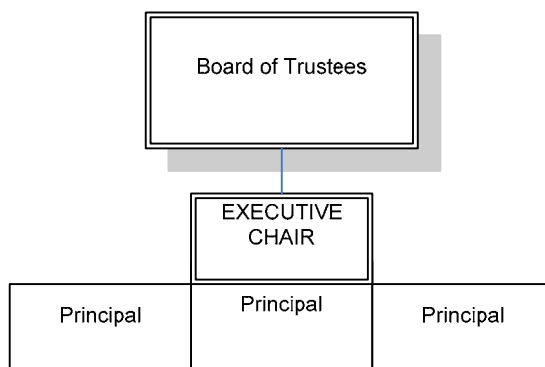 Board of Trustees
EXECUTIVE
CHAIR
Principal
Principal
Principal